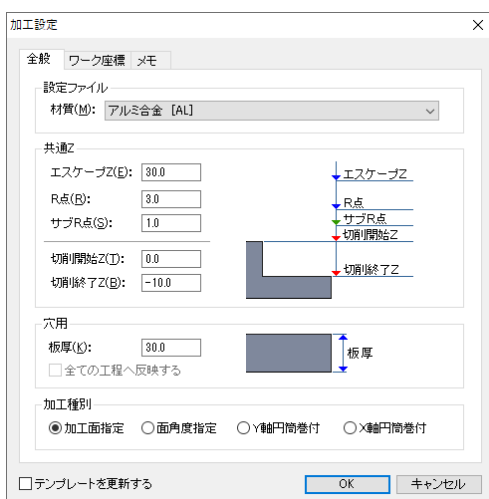 加工設定
全般 ワーク座標 メモ
設定ファイル
材質(M): アルミ合金 [AL]
共通Z
エスケープZ(E): 30.0
R点(R): 3.0
サブR点(S): 1.0
切削開始Z(T): 0.0
切削終了Z(B): -10.0
エスケープZ
R点
サブR点
切削開始Z
切削終了Z
穴用
板厚(K): 30.0
全ての工程へ反映する
板厚
加工種別
加工面指定 面角度指定 Y軸円筒巻付 X軸円筒巻付
テンプレートを更新する OK キャンセル